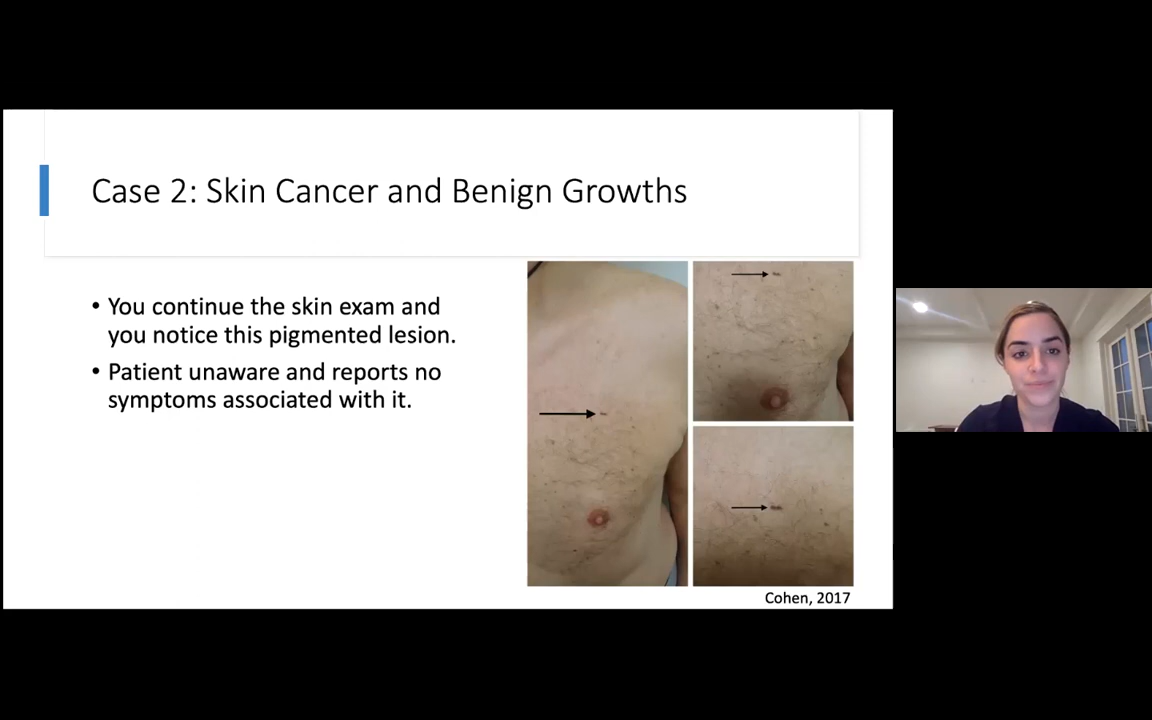 Case 2: Skin Cancer and Benign Growths
• You continue the skin exam and
you notice this pigmented lesion.
• Patient unaware and reports no
symptoms associated with it.
Cohen, 2017